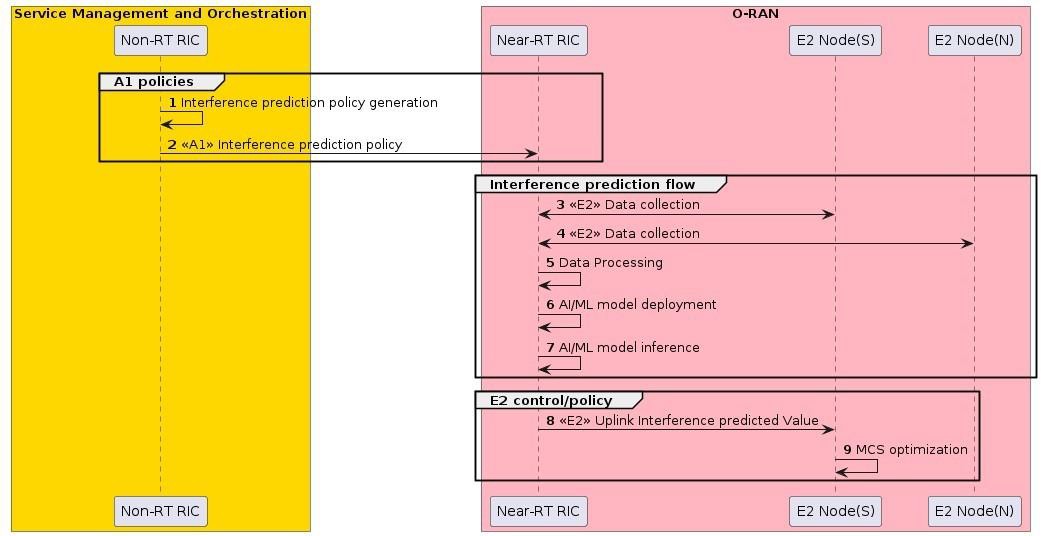 Service Management and Orchestration
O-RAN
Non-RT RIC
Near-RT RIC
E2 Node(S)
E2 Node(N)
A1 policies
1 Interference prediction policy generation
2 «A1» Interference prediction policy
Interference prediction flow
3 «E2» Data collection
4 «E2» Data collection
5 Data Processing
6 AI/ML model deployment
7 AI/ML model inference
E2 control/policy
8 «E2» Uplink Interference predicted Value
9 MCS optimization
Non-RT RIC
Near-RT RIC
E2 Node(S)
E2 Node(N)